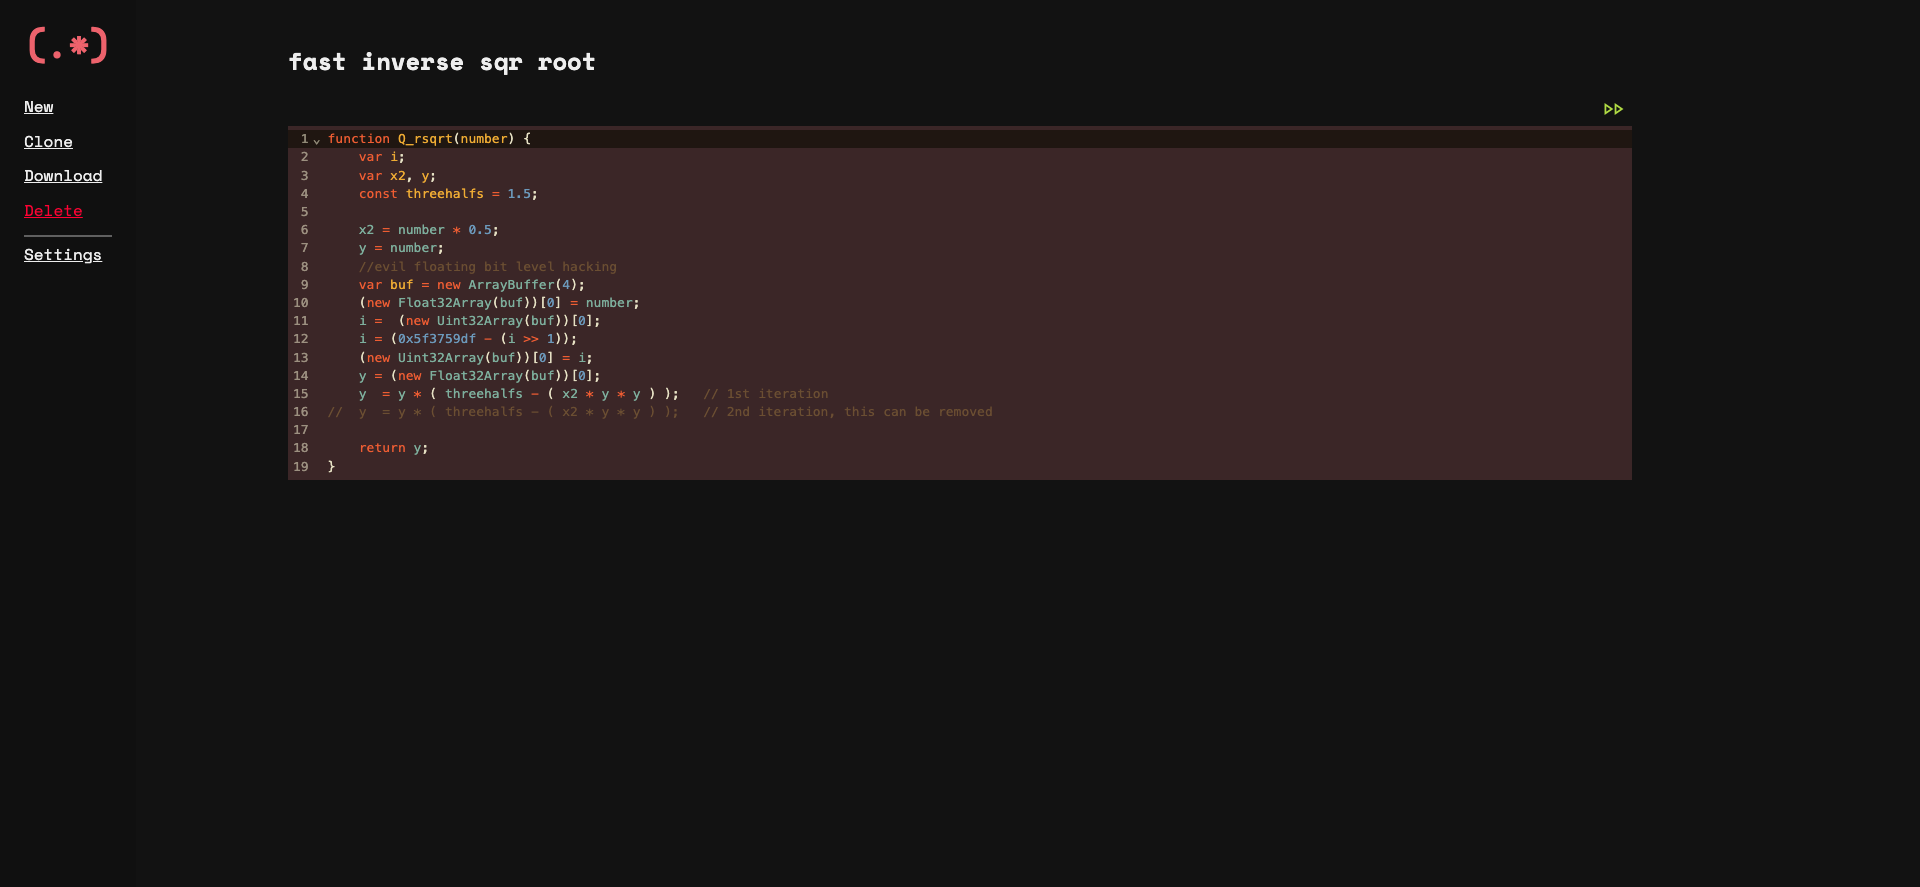 (.*)
New
Clone
Download
Delete
Settings
fast inverse sqr root
1 function Q_rsqrt(number) {
2     var i;
3     var x2, y;
4     const threehalfs = 1.5;
5
6     x2 = number * 0.5;
7     y = number;
8     //evil floating bit level hacking
9     var buf = new ArrayBuffer(4);
10     (new Float32Array(buf))[0] = number;
11     i =  (new Uint32Array(buf))[0];
12     i = (0x5f3759df - (i >> 1));
13     (new Uint32Array(buf))[0] = i;
14     y = (new Float32Array(buf))[0];
15     y  = y * ( threehalfs - ( x2 * y * y ) );   // 1st iteration
16 //  y  = y * ( threehalfs - ( x2 * y * y ) );   // 2nd iteration, this can be removed
17
18     return y;
19 }